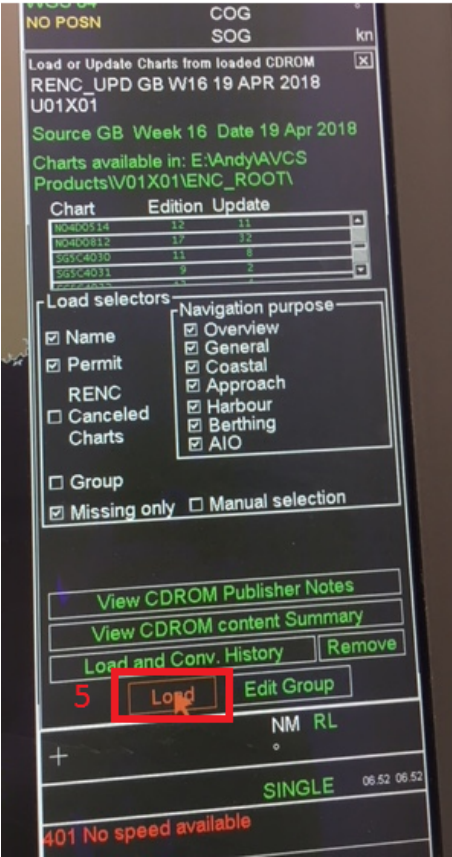 NO POSN
COG °
SOG kn
Load or Update Charts from loaded CDROM X
RENC_UPD GB W16 19 APR 2018
U01X01
Source GB Week 16 Date 19 Apr 2018
Charts available in: E:\Andy\AVCS
Products\V01X01\ENC_ROOT\
Chart Edition Update
NO4D0514 12 11
NO4D0812 17 32
SG5C4030 11 8
SG5C4031 9 2
Load selectors
Navigation purpose
Name
Permit
RENC
Canceled
Charts
Overview
General
Coastal
Approach
Harbour
Berthing
AIO
Group
Missing only
Manual selection
View CDROM Publisher Notes
View CDROM content Summary
Load and Conv. History
Remove
5
Load
Edit Group
NM RL
°
SINGLE 06.52 06.52
401 No speed available